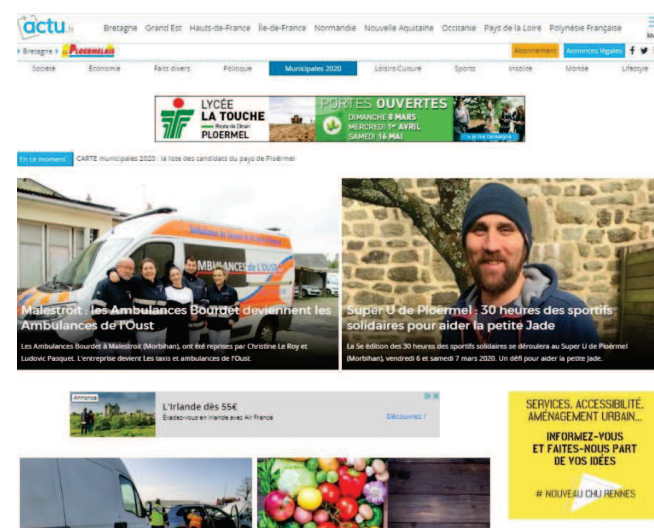 actu.fr
Bretagne Grand Est Hauts-de-France Île-de-France Normandie Nouvelle Aquitaine Occitanie Pays de la Loire Polynésie Française
Bretagne > Le PLOERMELAIS
Abonnement Annonces légales
Société Economie Faits divers Politique Municipales 2020 Loisirs-Culture Sports Insolite Monde Lifestyle
LYCÉE
LA TOUCHE
Route de Dinan
PLOERMEL
PORTES OUVERTES
DIMANCHE 8 MARS
MERCREDI 1er AVRIL
SAMEDI 16 MAI
En ce moment CARTE municipales 2020 : la liste des candidats du pays de Ploërmel
AMBULANCES de L'OUST
Malestroit : les Ambulances Bourdet deviennent les
Ambulances de l'Oust
Les Ambulances Bourdet à Malestroit (Morbihan), ont été reprises par Christine Le Roy et
Ludovic Pasquet. L'entreprise devient Les taxis et ambulances de l'Oust.
Super U de Ploërmel : 30 heures des sportifs
solidaires pour aider la petite Jade
La 5e édition des 30 heures des sportifs solidaires se déroulera au Super U de Ploërmel
(Morbihan), vendredi 6 et samedi 7 mars 2020. Un défi pour aider la petite Jade.
Annonce
L'Irlande dès 55€
Évadez-vous en Irlande avec Air France
Découvrez !
SERVICES, ACCESSIBILITÉ,
AMÉNAGEMENT URBAIN...
INFORMEZ-VOUS
ET FAITES-NOUS PART
DE VOS IDÉES
# NOUVEAU CHU RENNES